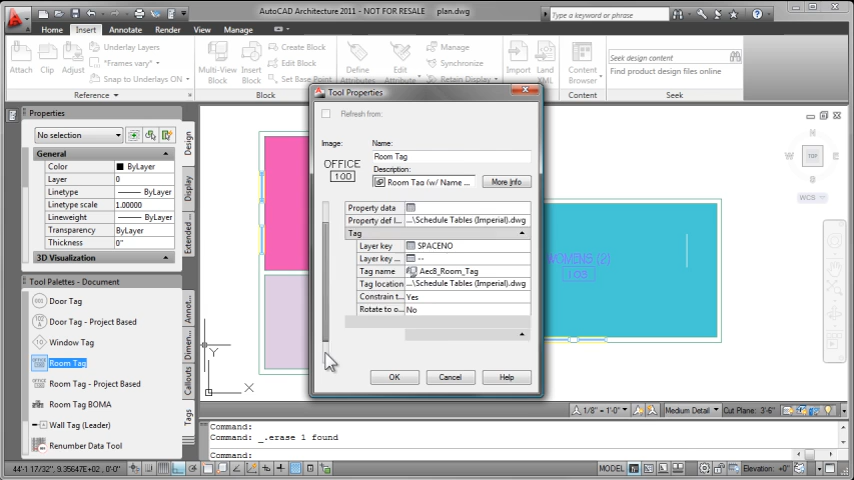 AutoCAD Architecture 2011 - NOT FOR RESALE plan.dwg
Type a keyword or phrase
Home Insert Annotate Render View Manage
Attach Clip Adjust
Underlay Layers
*Frames vary*
Snap to Underlays ON
Reference
Multi-View Block
Insert Block
Create Block
Edit Block
Set Base Point
Block
Define Attributes
Edit Attributes
Manage
Synchronize
Retain Display
Import
Land XML
Content Browser
Content
Seek design content
Find product design files online
Seek
Properties
No selection
General
Color ByLayer
Layer 0
Linetype ByLayer
Linetype scale 1.00000
Lineweight ByLayer
Transparency ByLayer
Thickness 0"
3D Visualization
Design
Display
Extended ...
Tool Palettes - Document
Door Tag
Door Tag - Project Based
Window Tag
Room Tag
Room Tag - Project Based
Room Tag BOMA
Wall Tag (Leader)
Renumber Data Tool
Annot...
Dimen...
Callouts
Tags
Tool Properties
Refresh from:
Image:
OFFICE
100
Name:
Room Tag
Description:
Room Tag (w/ Name ...
More Info
Property data
Property def l... ...\Schedule Tables (Imperial).dwg
Tag
Layer key SPACENO
Layer key ... --
Tag name Aec8_Room_Tag
Tag location ...\Schedule Tables (Imperial).dwg
Constrain t... Yes
Rotate to o... No
OK Cancel Help
WOMENS (2)
103
N
W TOP E
S
WCS
Y
X
1/8" = 1'-0" Medium Detail Cut Plane: 3'-6"
Command:
Command: _.erase 1 found
Command:
44'-1 17/32", 9.35647E+02, 0'-0"
MODEL
Elevation: +0"